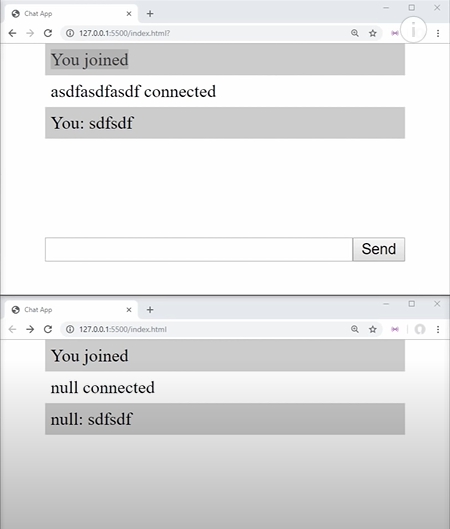 Chat App
127.0.0.1:5500/index.html?
i
You joined
asdfasdfasdf connected
You: sdfsdf
Send
Chat App
127.0.0.1:5500/index.html
You joined
null connected
null: sdfsdf